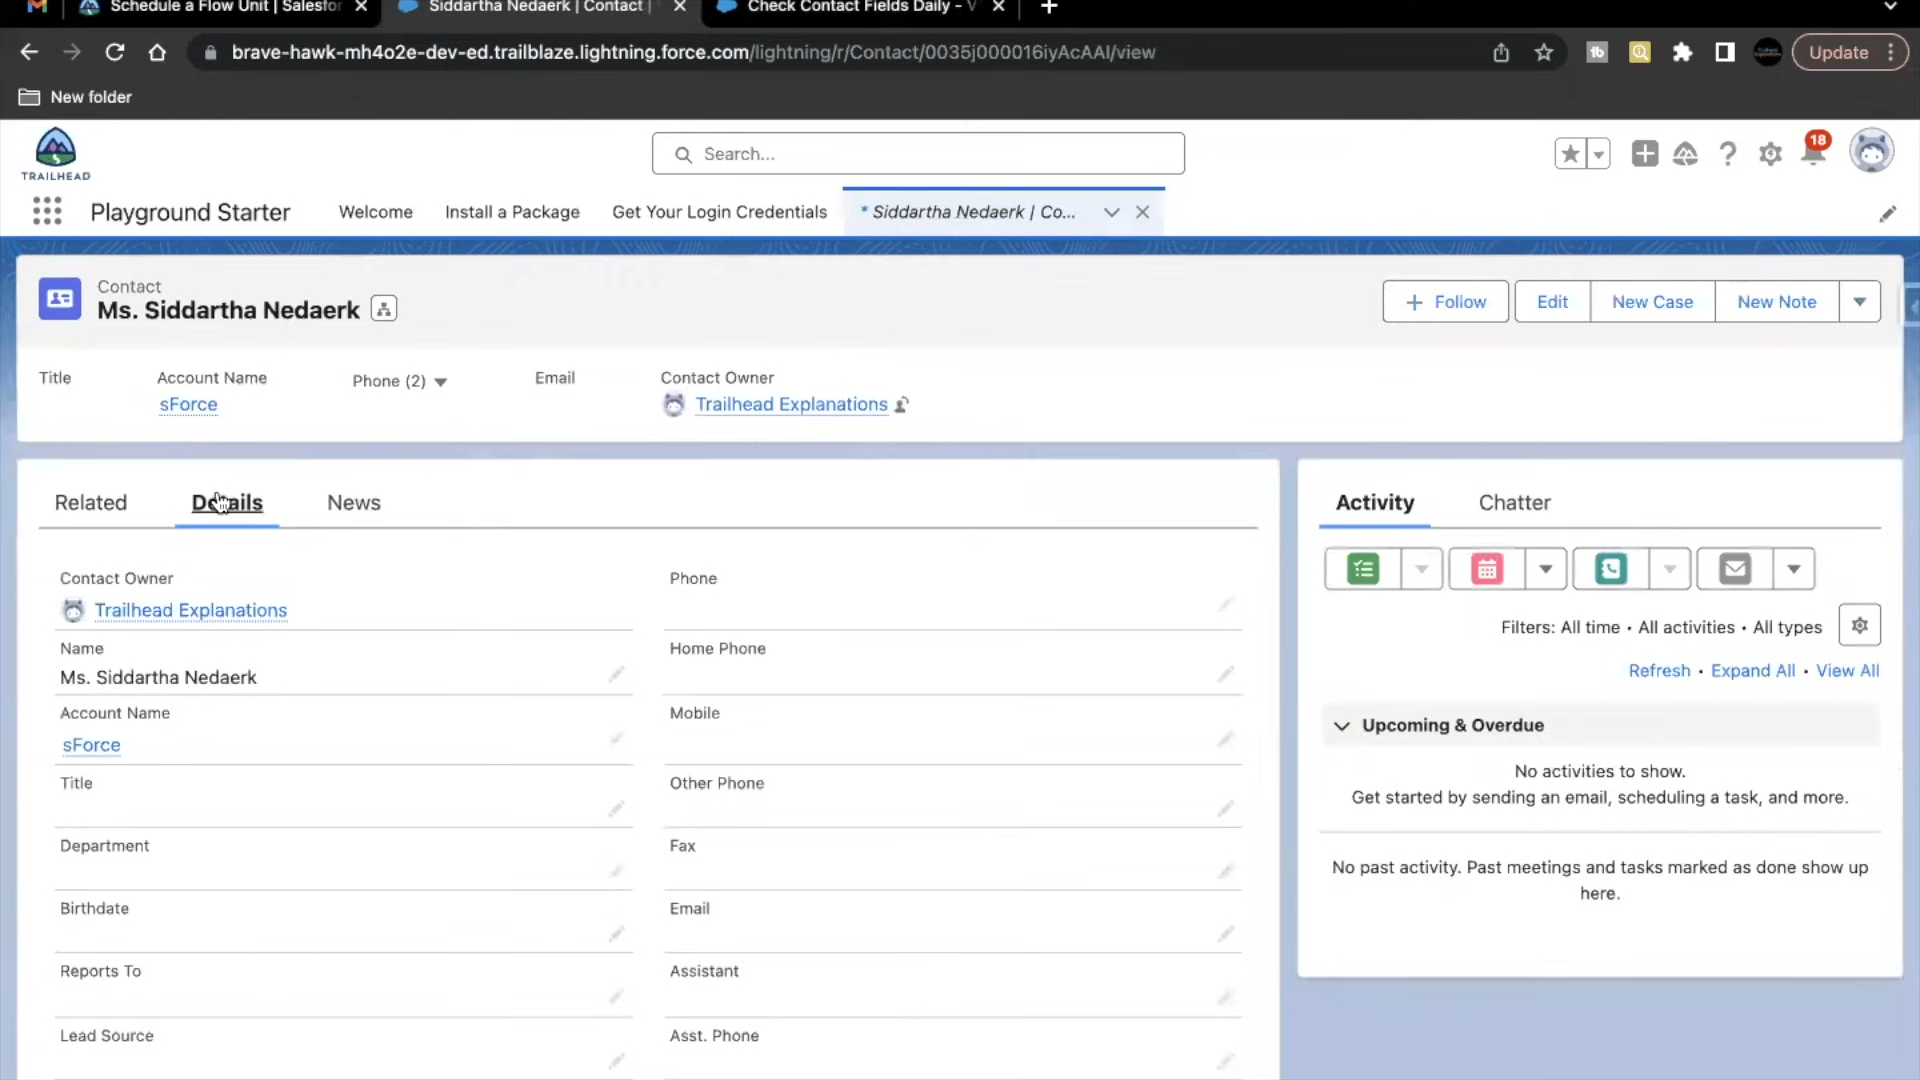 Schedule a Flow Unit | Salesfor
Siddartha Nedaerk | Contact |
Check Contact Fields Daily - V
brave-hawk-mh4o2e-dev-ed.trailblaze.lightning.force.com/lightning/r/Contact/0035j000016iyAcAAI/view
Update
New folder
TRAILHEAD
Search...
18
Playground Starter
Welcome
Install a Package
Get Your Login Credentials
* Siddartha Nedaerk | Co...
Contact
Ms. Siddartha Nedaerk
+ Follow
Edit
New Case
New Note
Title
Account Name
Phone (2)
Email
Contact Owner
sForce
Trailhead Explanations
Related
Details
News
Contact Owner
Trailhead Explanations
Name
Ms. Siddartha Nedaerk
Account Name
sForce
Title
Department
Birthdate
Reports To
Lead Source
Phone
Home Phone
Mobile
Other Phone
Fax
Email
Assistant
Asst. Phone
Activity
Chatter
Filters: All time • All activities • All types
Refresh • Expand All • View All
Upcoming & Overdue
No activities to show.
Get started by sending an email, scheduling a task, and more.
No past activity. Past meetings and tasks marked as done show up
here.